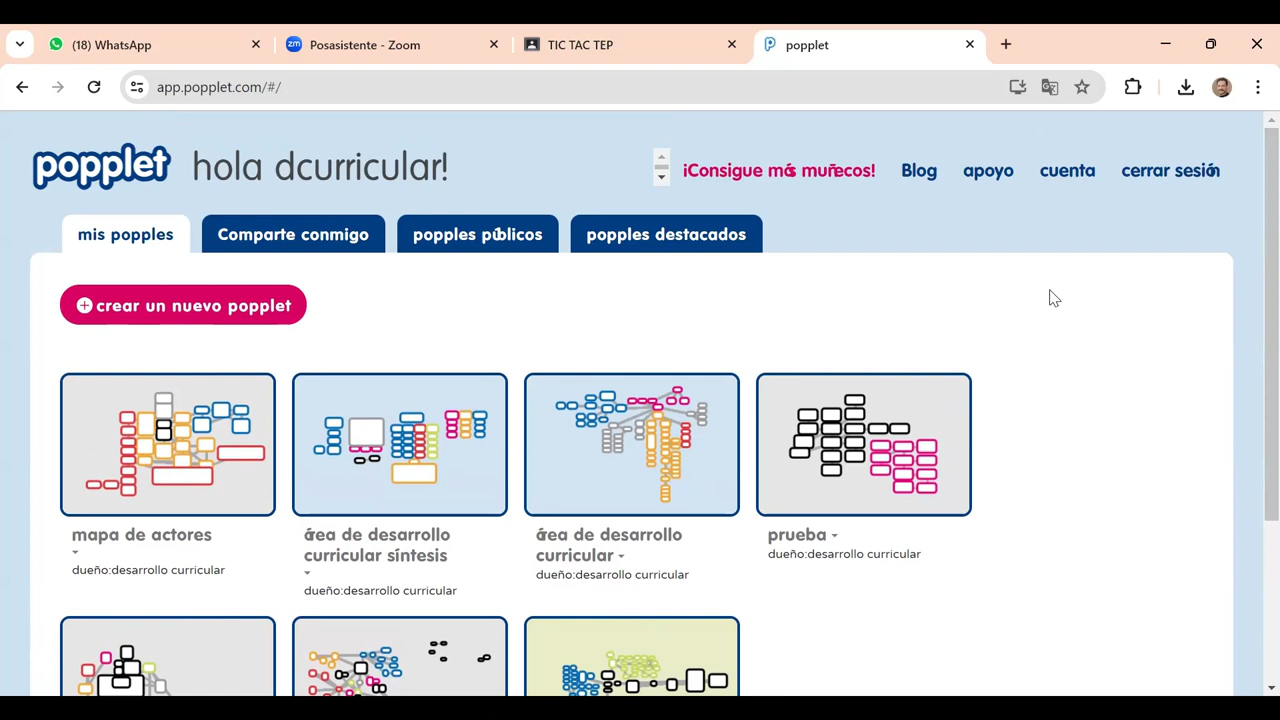 (18) WhatsApp
Posasistente - Zoom
TIC TAC TEP
popplet
app.popplet.com/#/
popplet hola dcurricular!
¡Consigue más muñecos! Blog apoyo cuenta cerrar sesión
mis popples Comparte conmigo popples públicos popples destacados
crear un nuevo popplet
mapa de actores
dueño:desarrollo curricular
área de desarrollo
curricular síntesis
dueño:desarrollo curricular
área de desarrollo
curricular
dueño:desarrollo curricular
prueba
dueño:desarrollo curricular